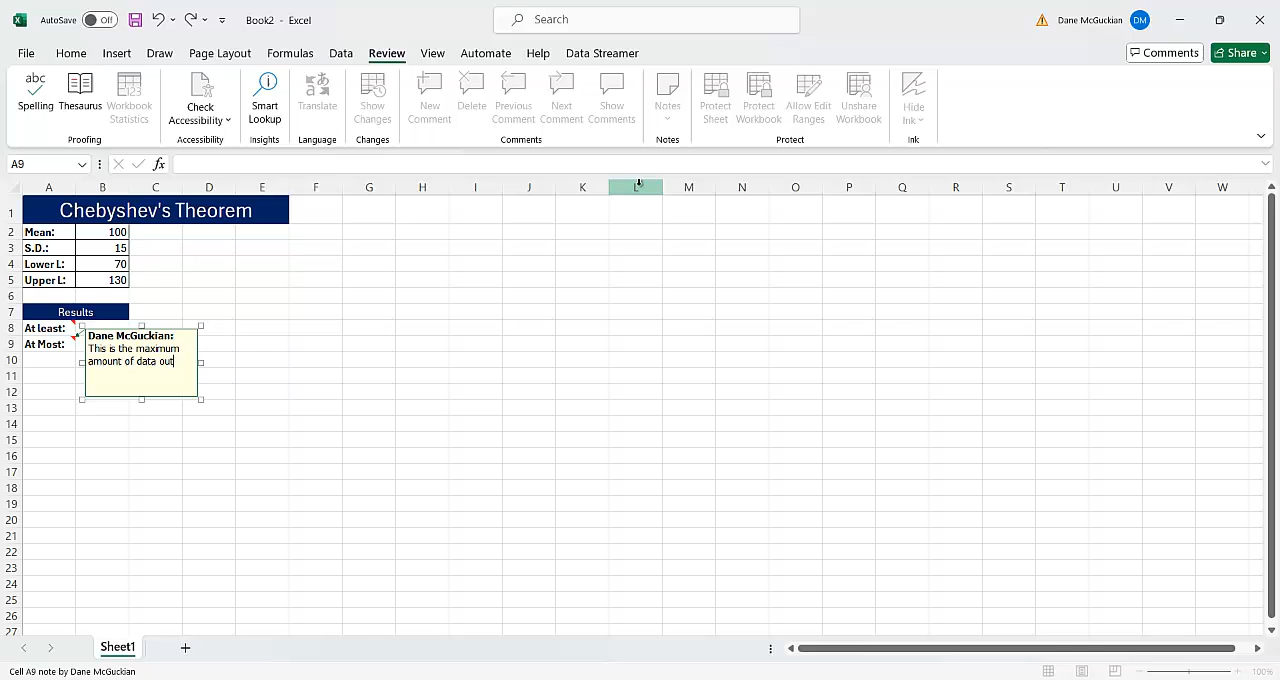 AutoSave Off Book2 - Excel Search Dane McGuckian DM
File Home Insert Draw Page Layout Formulas Data Review View Automate Help Data Streamer Comments Share
abc
Spelling Thesaurus Workbook Statistics Check Accessibility Smart Lookup Translate Show Changes New Comment Delete Previous Comment Next Comment Show Comments Notes Protect Sheet Protect Workbook Allow Edit Ranges Unshare Workbook Hide Ink
Proofing Accessibility Insights Language Changes Comments Notes Protect Ink
A9 fx
A B C D E F G H I J K L M N O P Q R S T U V W
1 Chebyshev's Theorem
2 Mean: 100
3 S.D.: 15
4 Lower L: 70
5 Upper L: 130
6
7 Results
8 At least:
9 At Most:
Dane McGuckian:
This is the maximum
amount of data out
10
11
12
13
14
15
16
17
18
19
20
21
22
23
24
25
26
27
Sheet1
Cell A9 note by Dane McGuckian 100%